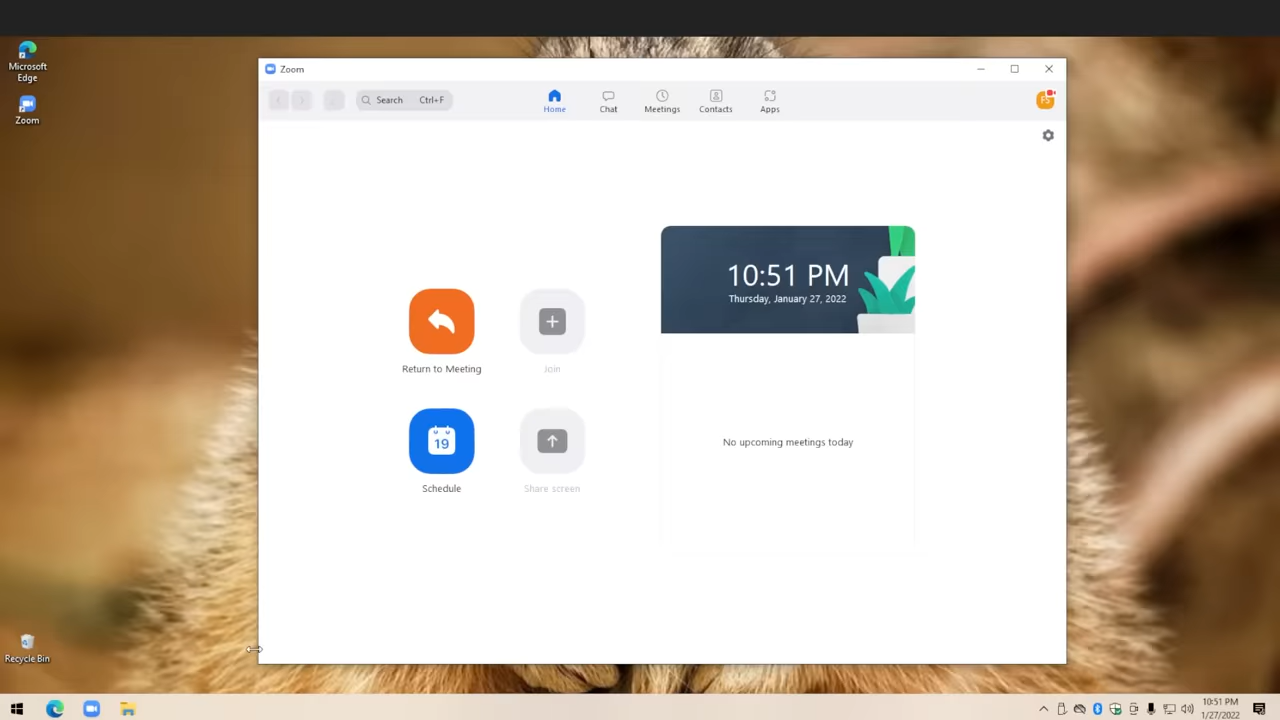 Microsoft
Edge
Zoom
Recycle Bin
Zoom
Search Ctrl+F
Home
Chat
Meetings
Contacts
Apps
FS
10:51 PM
Thursday, January 27, 2022
Return to Meeting
Join
19
Schedule
Share screen
No upcoming meetings today
10:51 PM
1/27/2022